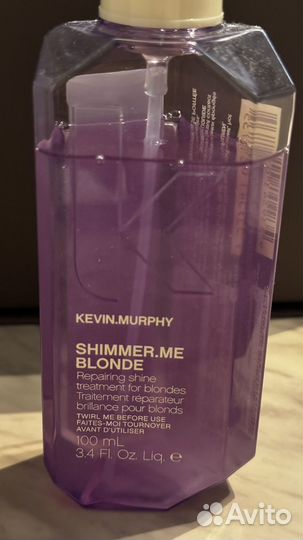 KEVIN.MURPHY
SHIMMER.ME
BLONDE
Repairing shine
treatment for blondes
Traitement réparateur
brillance pour blonds
TWIRL ME BEFORE USE
FAITES-MOI TOURNOYER
AVANT D'UTILISER
100 mL
3.4 Fl. Oz. Liq. e
Avito